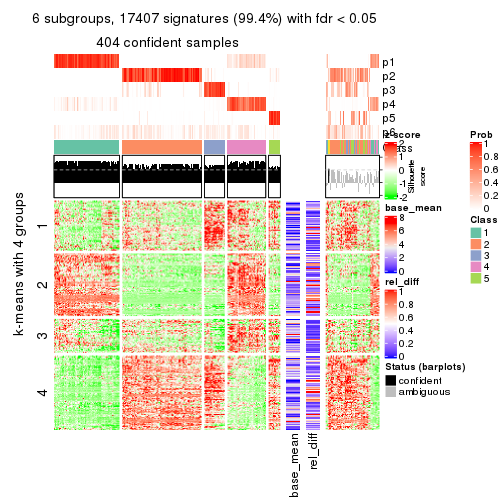 6 subgroups, 17407 signatures (99.4%) with fdr < 0.05
404 confident samples
p1
p2
p3
p4
p5
p6
Class
Silhouette
score
k-means with 4 groups
1
2
3
4
base_mean
rel_diff
z-score
2
1
0
-1
-2
base_mean
8
6
4
2
0
rel_diff
1
0.8
0.6
0.4
0.2
0
Status (barplots)
confident
ambiguous
Prob
1
0.8
0.6
0.4
0.2
0
Class
1
2
3
4
5